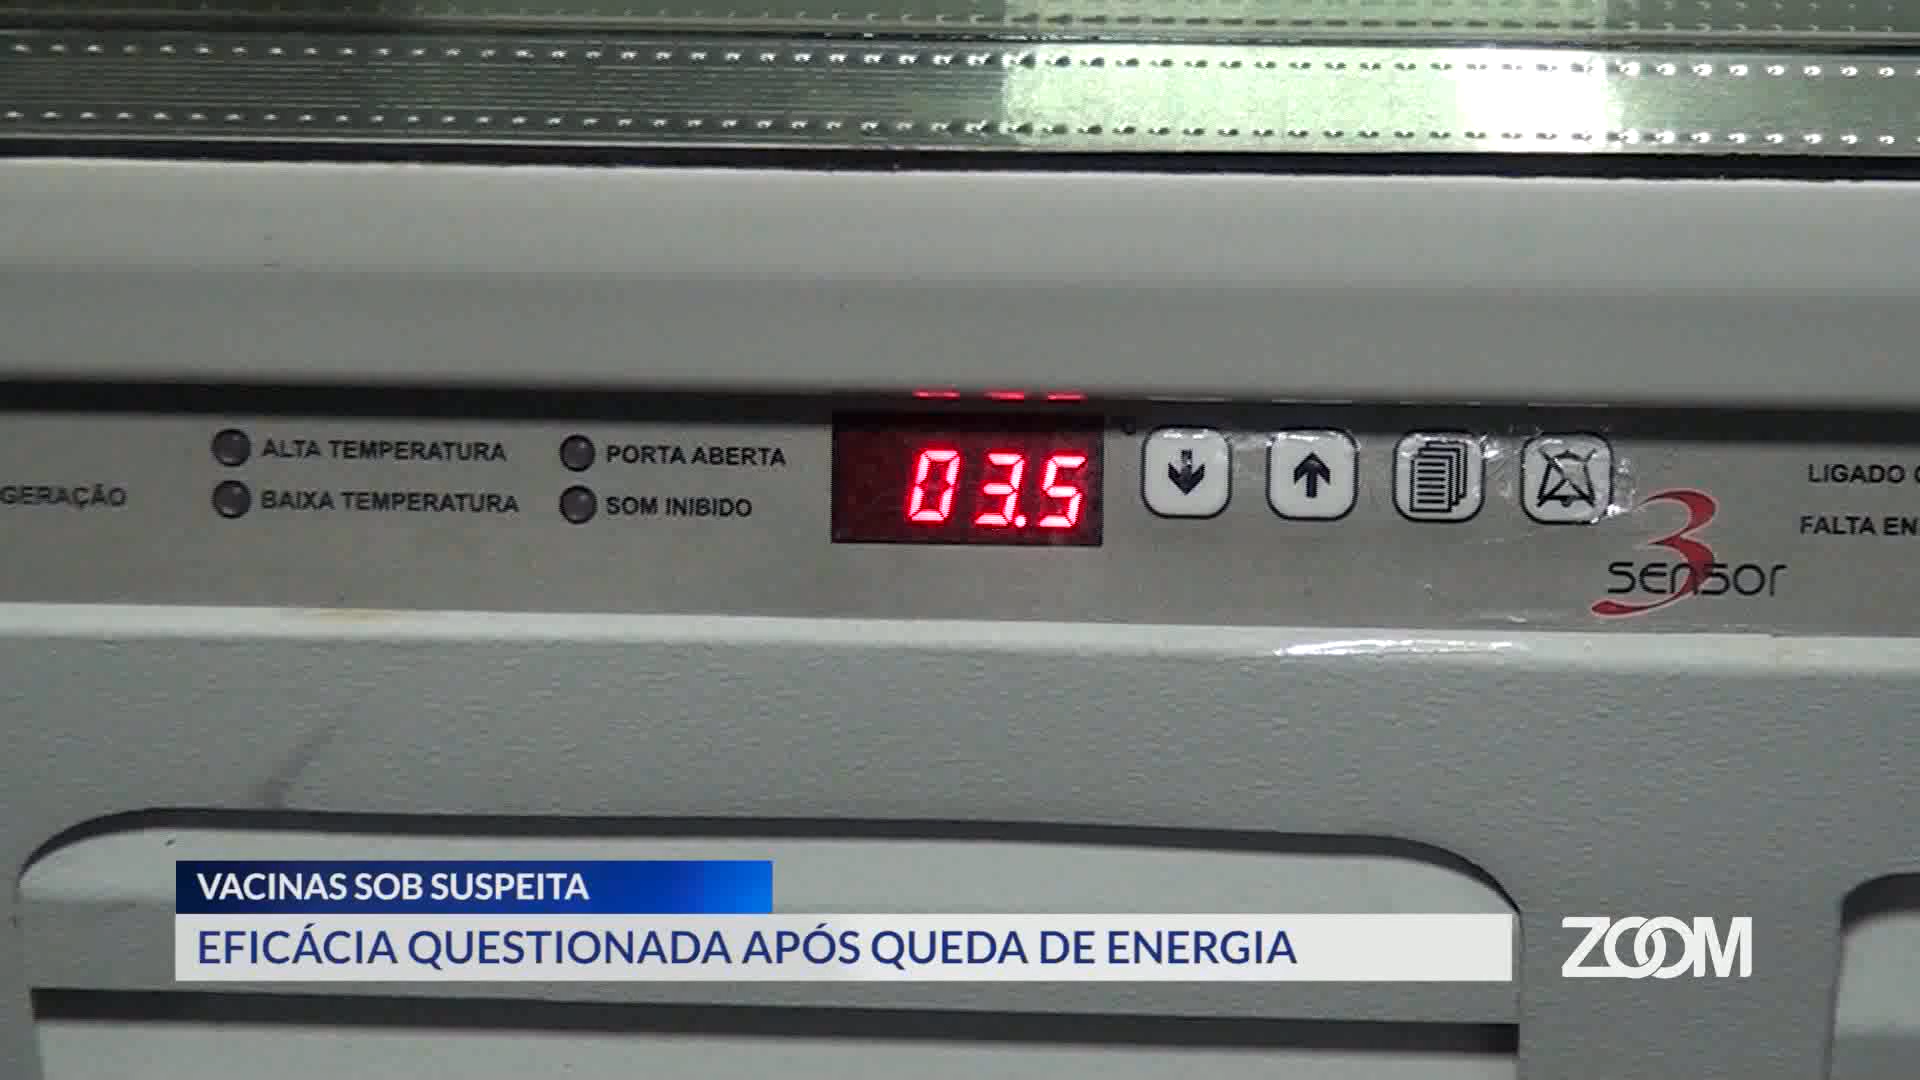 GERAÇÃO
ALTA TEMPERATURA
BAIXA TEMPERATURA
PORTA ABERTA
SOM INIBIDO
03.5
3
sensor
LIGADO
FALTA EN
VACINAS SOB SUSPEITA
EFICÁCIA QUESTIONADA APÓS QUEDA DE ENERGIA
ZOOM